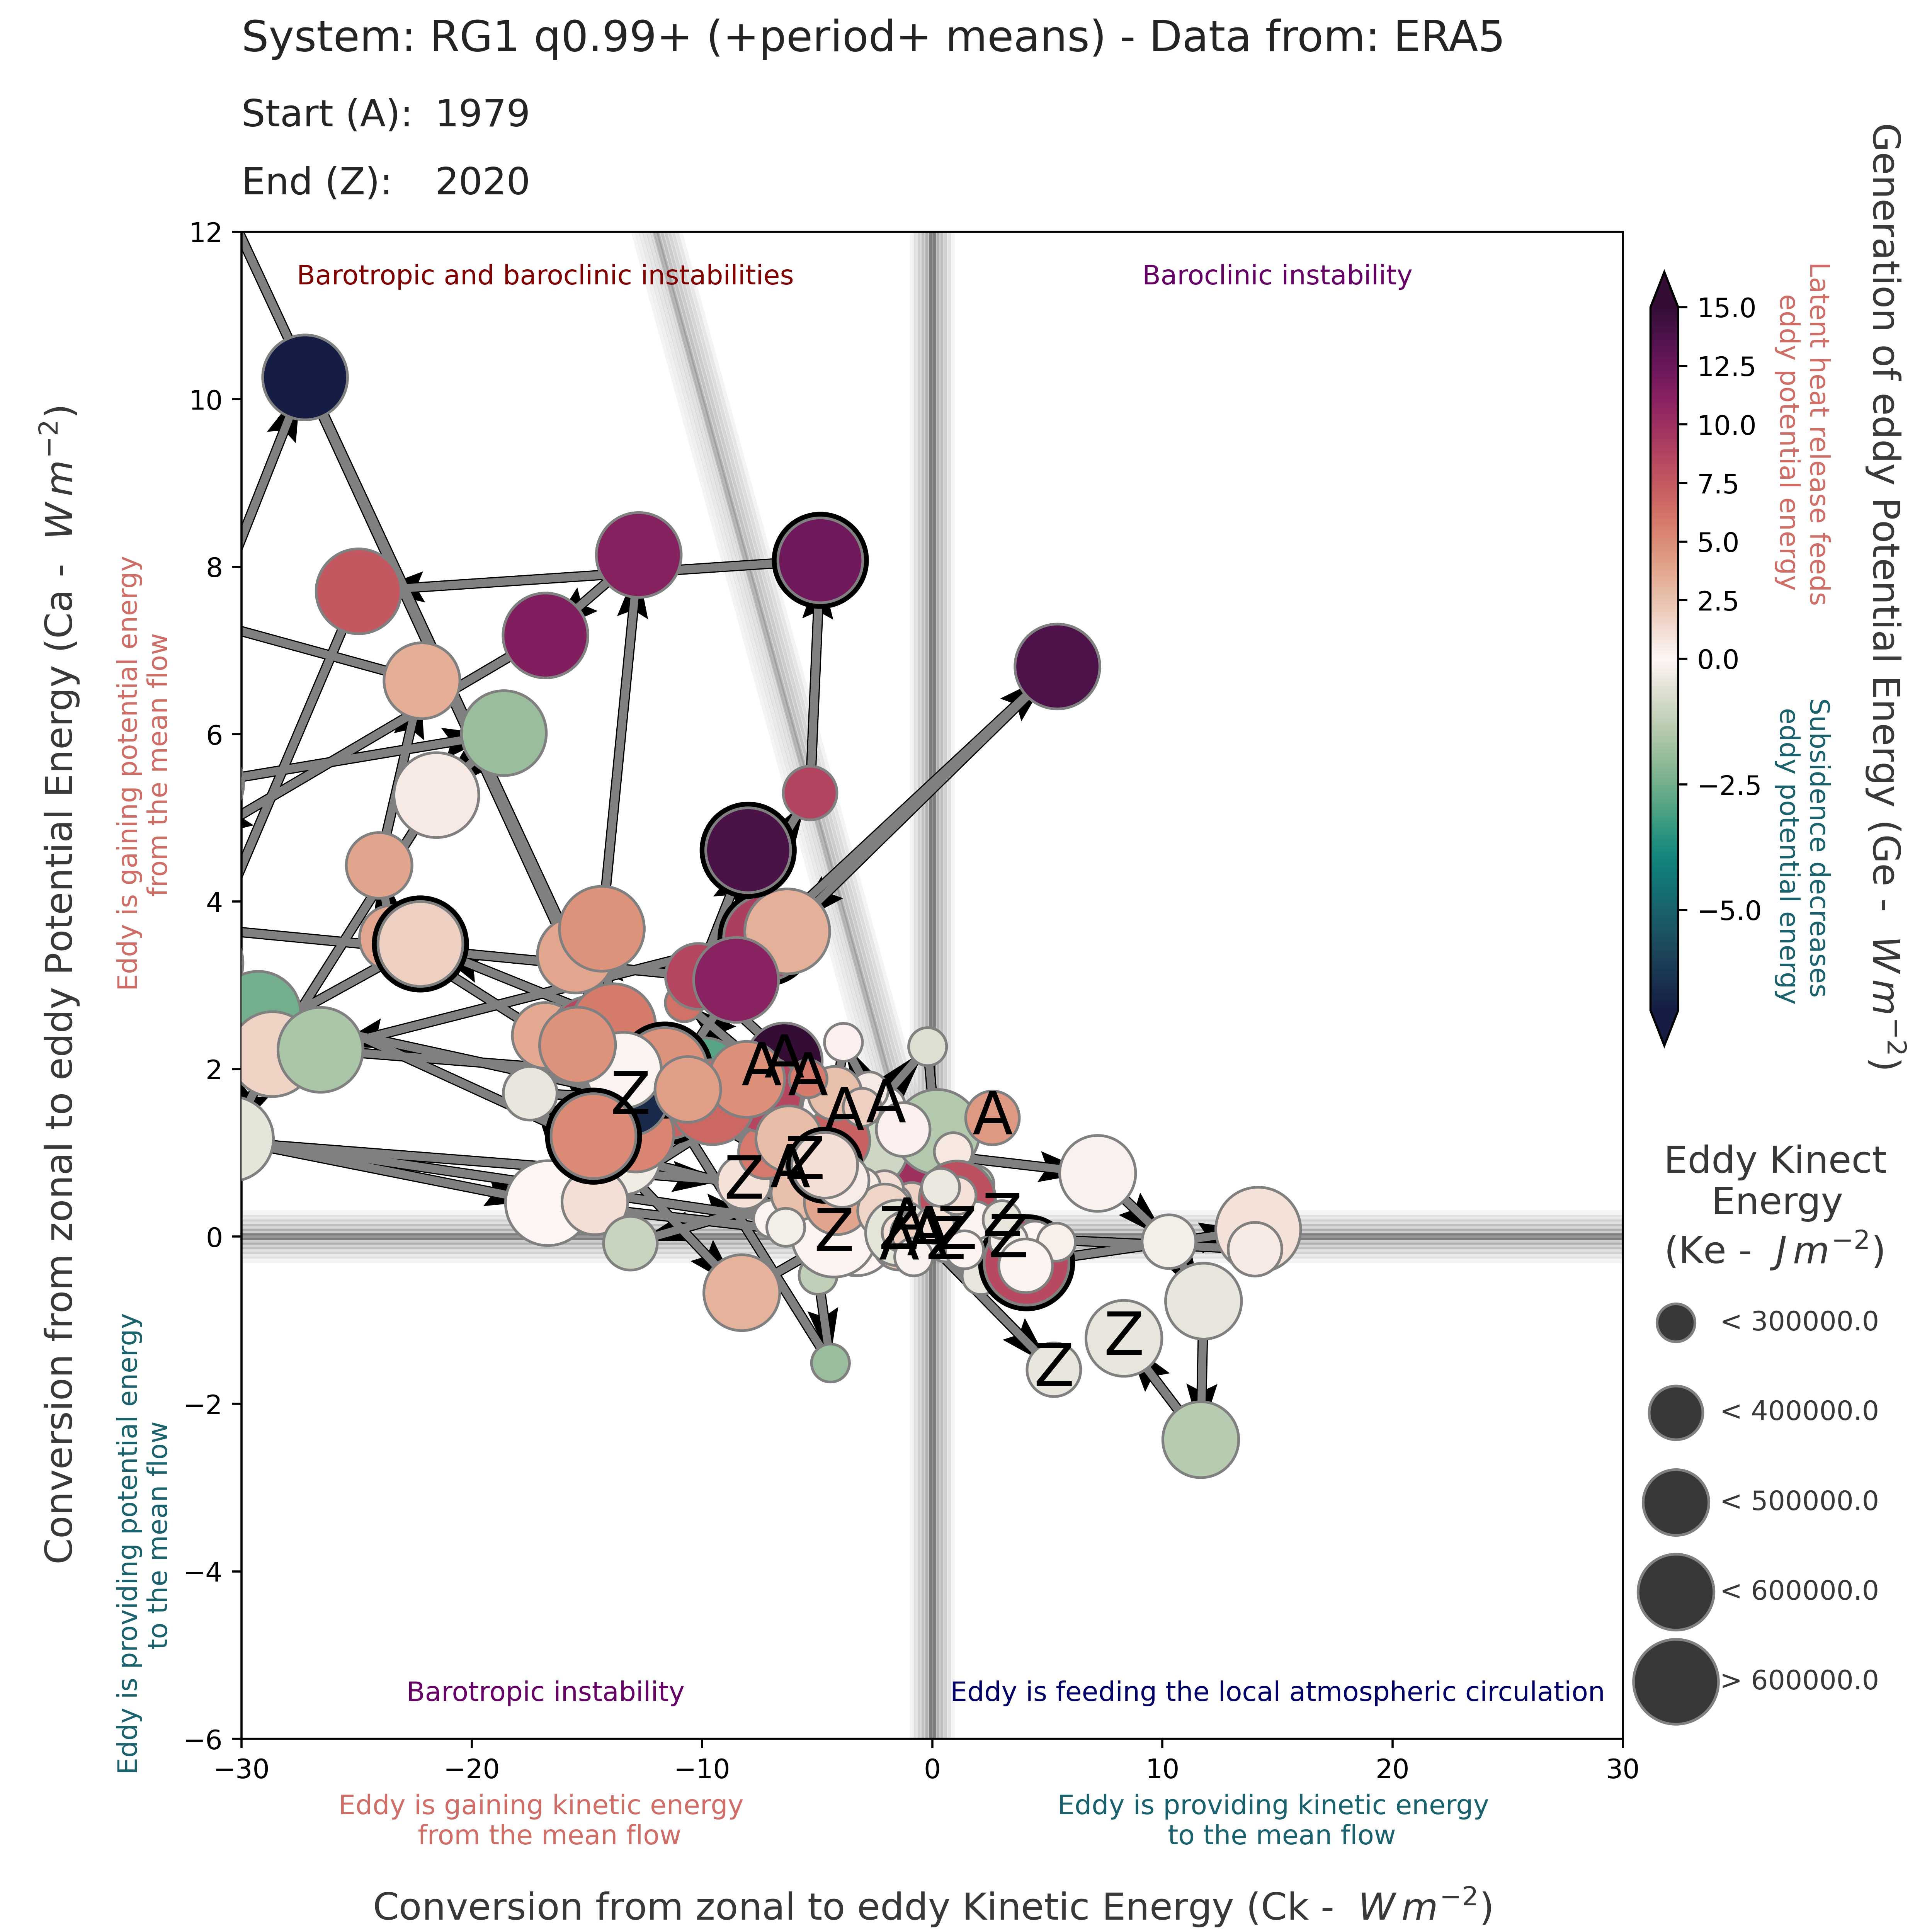 System: RG1 q0.99+ (+period+ means) - Data from: ERA5
Start (A): 1979
End (Z): 2020
Conversion from zonal to eddy Potential Energy (Ca - W m⁻²)
Eddy is gaining potential energy
from the mean flow
Eddy is providing potential energy
to the mean flow
12
10
8
6
4
2
0
−2
−4
−6
Barotropic and baroclinic instabilities
Baroclinic instability
A
A
A
A
A
A
Z
Z
Z
A
Z
A
A
Z
Z
Z
Z
Z
Z
Z
Barotropic instability
Eddy is feeding the local atmospheric circulation
−30
−20
−10
0
10
20
30
Eddy is gaining kinetic energy
from the mean flow
Eddy is providing kinetic energy
to the mean flow
Conversion from zonal to eddy Kinetic Energy (Ck - W m⁻²)
15.0
12.5
10.0
7.5
5.0
2.5
0.0
−2.5
−5.0
Latent heat release feeds
eddy potential energy
Subsidence decreases
eddy potential energy
Generation of eddy Potential Energy (Ge - W m⁻²)
Eddy Kinect
Energy
(Ke - J m⁻²)
< 300000.0
< 400000.0
< 500000.0
< 600000.0
> 600000.0